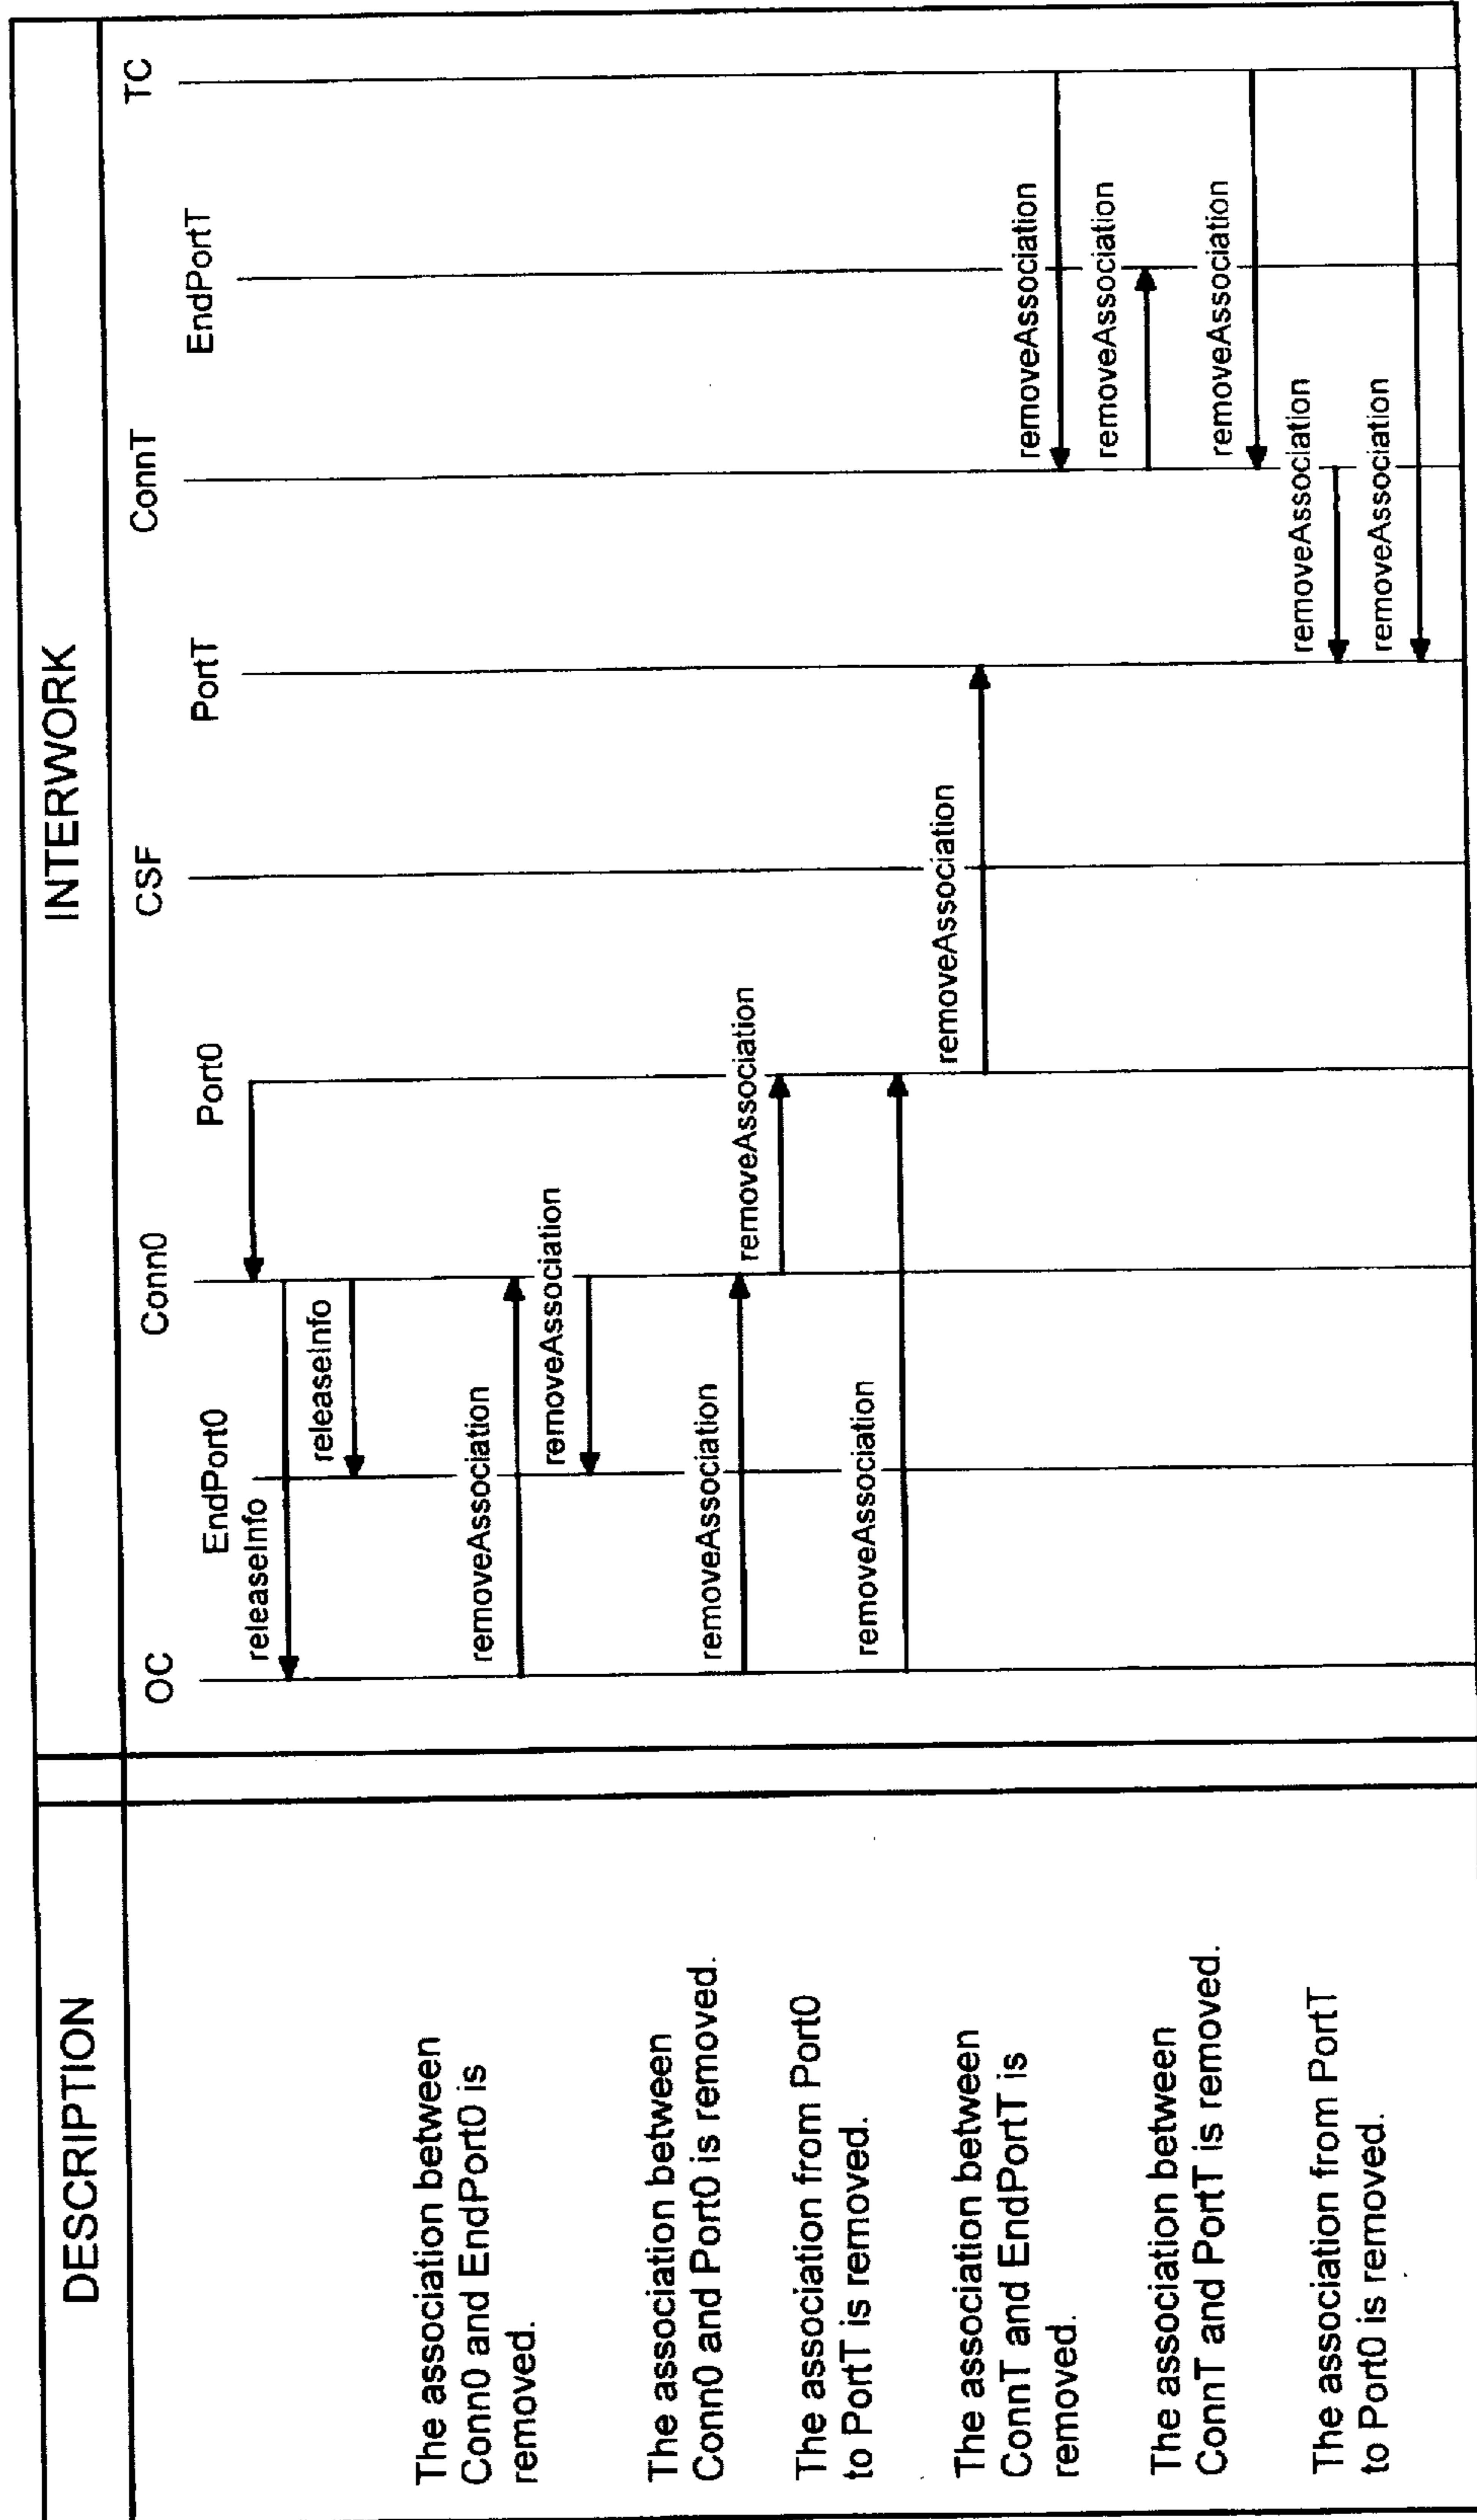 DESCRIPTION
INTERWORK
OC
EndPort0
Conn0
Port0
CSF
PortT
ConnT
EndPortT
TC
releaseInfo
releaseInfo
The association between
Conn0 and EndPort0 is
removed.
removeAssociation
removeAssociation
The association between
Conn0 and Port0 is removed.
removeAssociation
removeAssociation
The association from Port0
to PortT is removed.
removeAssociation
removeAssociation
The association between
ConnT and EndPortT is
removed.
removeAssociation
removeAssociation
The association between
ConnT and PortT is removed.
removeAssociation
removeAssociation
The association from PortT
to Port0 is removed.
removeAssociation